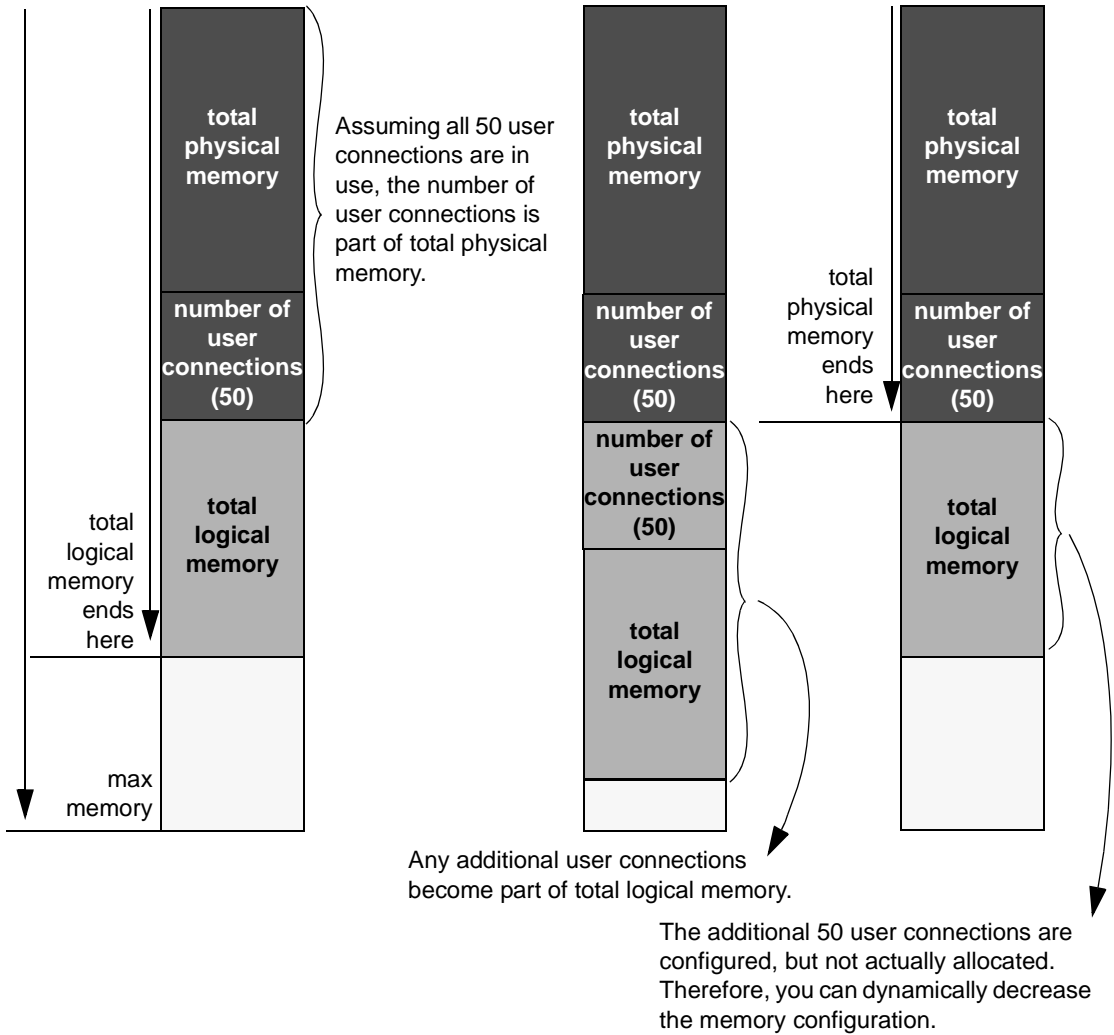 total
physical
memory
Assuming all 50 user
connections are in
use, the number of
user connections is
part of total physical
memory.
number of
user
connections
(50)
total
logical
memory
total
logical
memory
ends
here
max
memory
total
physical
memory
number of
user
connections
(50)
number of
user
connections
(50)
total
logical
memory
Any additional user connections
become part of total logical memory.
total
physical
memory
ends
here
total
physical
memory
number of
user
connections
(50)
total
logical
memory
The additional 50 user connections are
configured, but not actually allocated.
Therefore, you can dynamically decrease
the memory configuration.